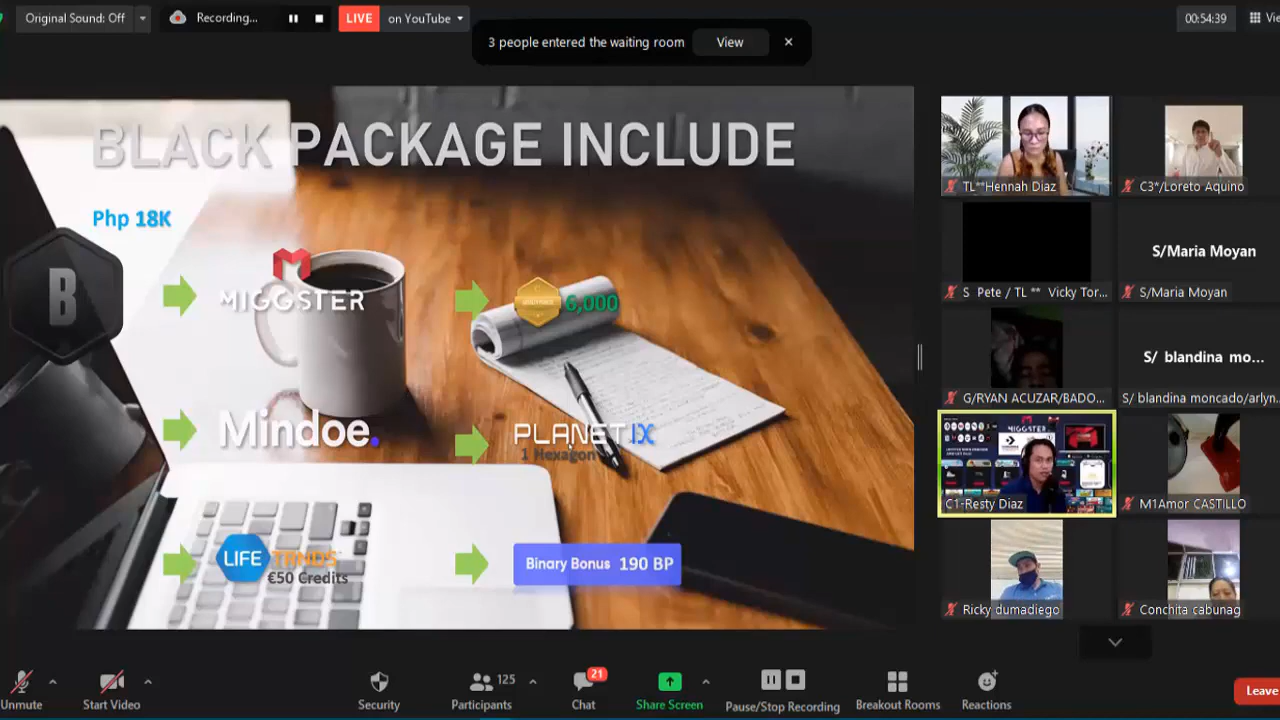 Original Sound: Off
Recording...
LIVE
on YouTube
3 people entered the waiting room
View
00:54:39
BLACK PACKAGE INCLUDE
Php 18K
B
MIGGSTER
6,000
Mindoe.
PLANET IX
1 Hexagon
LIFE
€50 Credits
Binary Bonus 190 BP
TL**Hennah Diaz
C3*/Loreto Aquino
S Pete / TL ** Vicky Tor...
S/Maria Moyan
S/Maria Moyan
G/RYAN ACUZAR/BADO...
S/ blandina mo...
S/ blandina moncado/arlyn
MIGGSTER
C1-Resty Diaz
M1Amor CASTILLO
Ricky dumadiego
Conchita cabunag
Unmute
Start Video
Security
125
Participants
21
Chat
Share Screen
Pause/Stop Recording
Breakout Rooms
Reactions
Leave